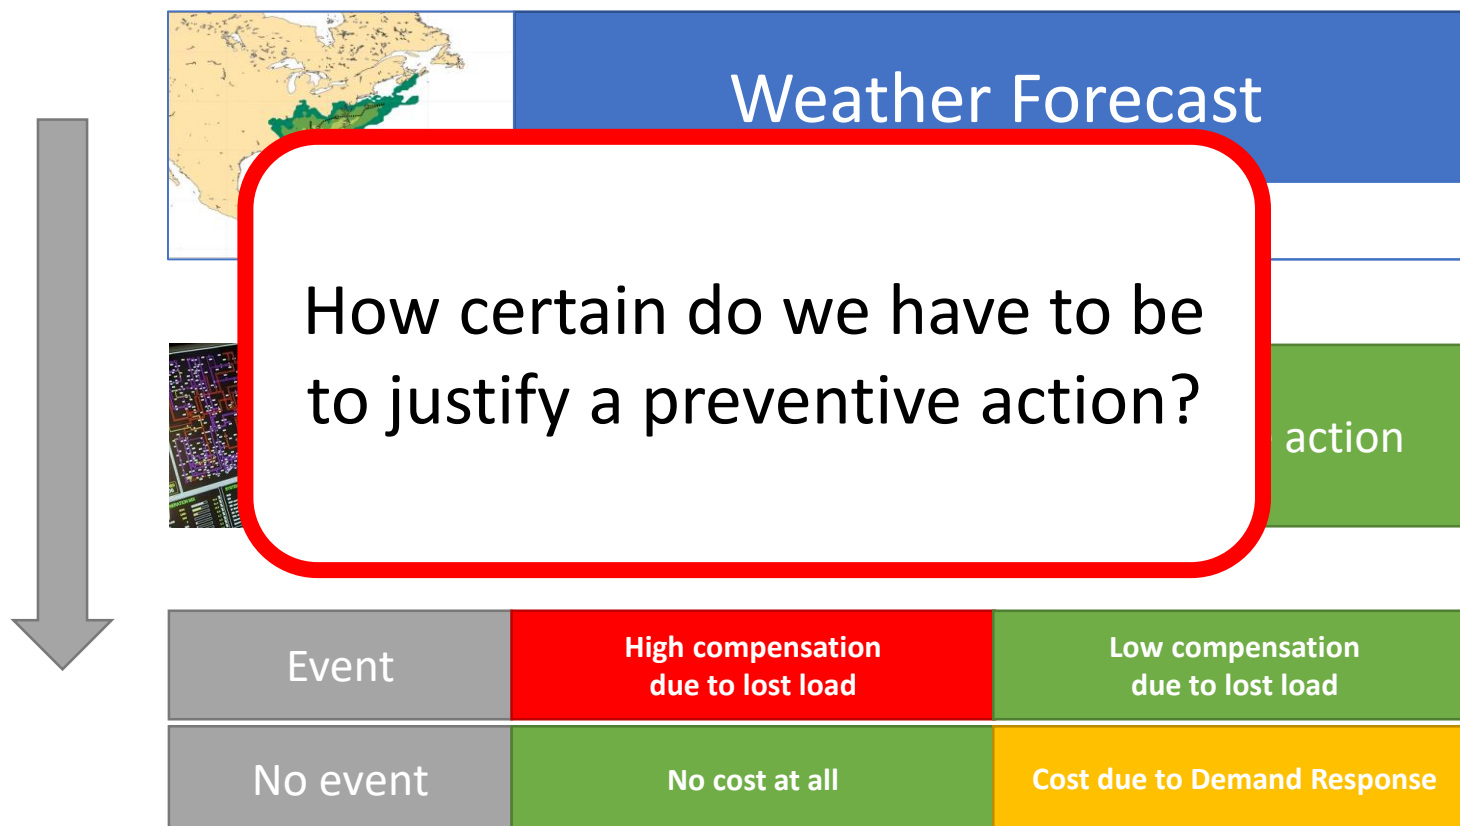 Weather Forecast
How certain do we have to be
to justify a preventive action?
action
Event
High compensation
due to lost load
Low compensation
due to lost load
No event
No cost at all
Cost due to Demand Response